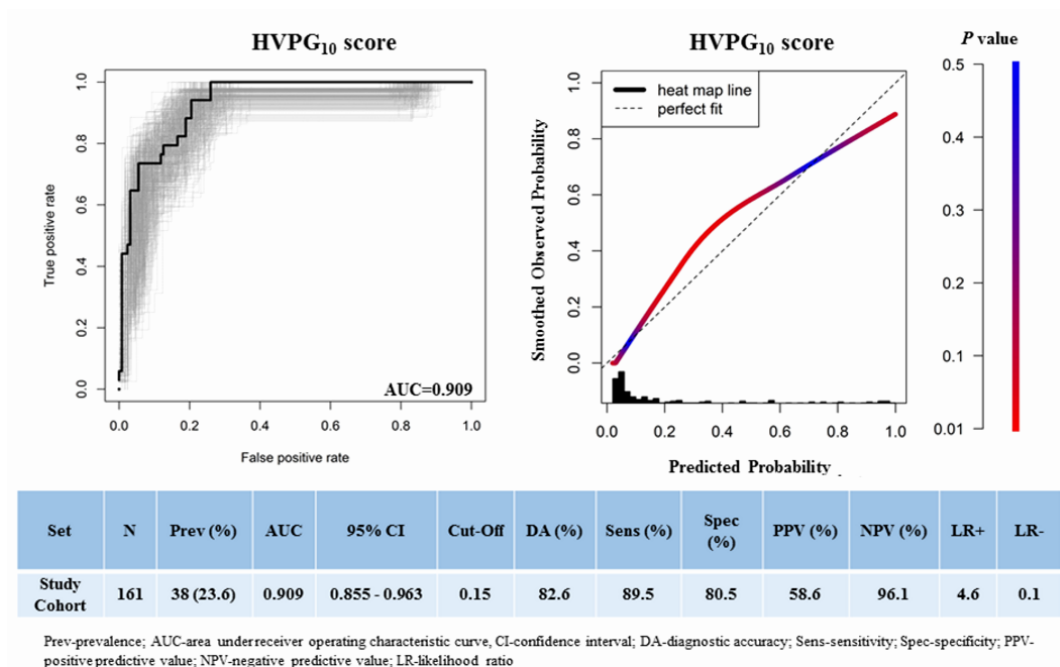 HVPG10 score
True positive rate
1.0
0.8
0.6
0.4
0.2
0.0
AUC=0.909
0.0 0.2 0.4 0.6 0.8 1.0
False positive rate
HVPG10 score
heat map line
perfect fit
Smoothed Observed Probability
1.0
0.8
0.6
0.4
0.2
0.0
0.0 0.2 0.4 0.6 0.8 1.0
Predicted Probability
P value
0.5
0.4
0.3
0.2
0.1
0.01
Set N Prev (%) AUC 95% CI Cut-Off DA (%) Sens (%) Spec (%) PPV (%) NPV (%) LR+ LR-
Study Cohort 161 38 (23.6) 0.909 0.855 - 0.963 0.15 82.6 89.5 80.5 58.6 96.1 4.6 0.1
Prev-prevalence; AUC-area under receiver operating characteristic curve, CI-confidence interval; DA-diagnostic accuracy; Sens-sensitivity; Spec-specificity; PPV-
positive predictive value; NPV-negative predictive value; LR-likelihood ratio